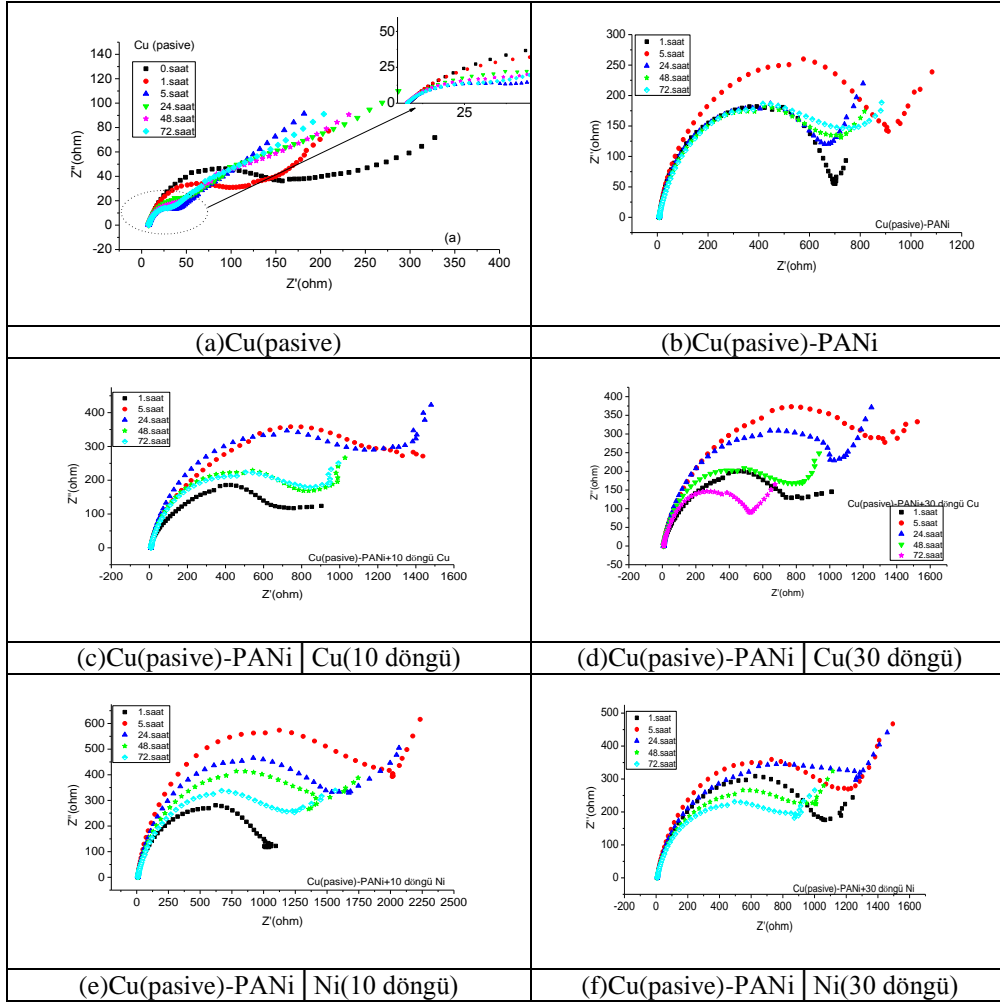 140
120
100
80
60
40
20
0
-20
Z''(ohm)
Cu (pasive)
0.saat
1.saat
5.saat
24.saat
48.saat
72.saat
50
25
0
25
(a)
0 50 100 150 200 250 300 350 400
Z'(ohm)
(a)Cu(pasive)
300
250
200
150
100
50
0
Z''(ohm)
1.saat
5.saat
24.saat
48.saat
72.saat
Cu(pasive)-PANi
0 200 400 600 800 1000 1200
Z'(ohm)
(b)Cu(pasive)-PANi
400
300
200
100
0
-100
Z''(ohm)
1.saat
5.saat
24.saat
48.saat
72.saat
Cu(pasive)-PANi+10 döngü Cu
-200 0 200 400 600 800 1000 1200 1400 1600
Z'(ohm)
(c)Cu(pasive)-PANi│Cu(10 döngü)
400
350
300
250
200
150
100
50
0
-50
Z''(ohm)
Cu(pasive)-PANi+30 döngü Cu
1.saat
5.saat
24.saat
48.saat
72.saat
-200 0 200 400 600 800 1000 1200 1400 1600
Z'(ohm)
(d)Cu(pasive)-PANi│Cu(30 döngü)
600
500
400
300
200
100
0
Z''(ohm)
1.saat
5.saat
24.saat
48.saat
72.saat
Cu(pasive)-PANi+10 döngü Ni
0 250 500 750 1000 1250 1500 1750 2000 2250 2500
Z'(ohm)
(e)Cu(pasive)-PANi│Ni(10 döngü)
500
400
300
200
100
0
Z''(ohm)
1.saat
5.saat
24.saat
48.saat
72.saat
Cu(pasive)-PANi+30 döngü Ni
-200 0 200 400 600 800 1000 1200 1400 1600
Z'(ohm)
(f)Cu(pasive)-PANi│Ni(30 döngü)